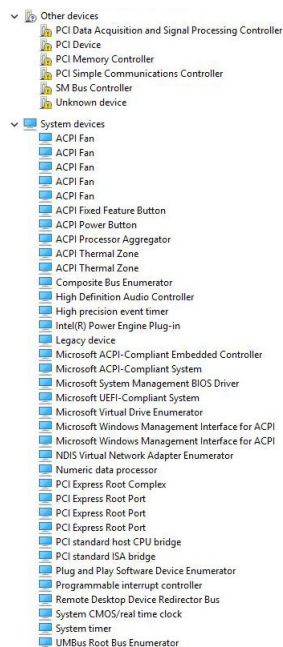 Other devices
PCI Data Acquisition and Signal Processing Controller
PCI Device
PCI Memory Controller
PCI Simple Communications Controller
SM Bus Controller
Unknown device
System devices
ACPI Fan
ACPI Fan
ACPI Fan
ACPI Fan
ACPI Fan
ACPI Fixed Feature Button
ACPI Power Button
ACPI Processor Aggregator
ACPI Thermal Zone
ACPI Thermal Zone
Composite Bus Enumerator
High Definition Audio Controller
High precision event timer
Intel(R) Power Engine Plug-in
Legacy device
Microsoft ACPI-Compliant Embedded Controller
Microsoft ACPI-Compliant System
Microsoft System Management BIOS Driver
Microsoft UEFI-Compliant System
Microsoft Virtual Drive Enumerator
Microsoft Windows Management Interface for ACPI
Microsoft Windows Management Interface for ACPI
NDIS Virtual Network Adapter Enumerator
Numeric data processor
PCI Express Root Complex
PCI Express Root Port
PCI Express Root Port
PCI Express Root Port
PCI standard host CPU bridge
PCI standard ISA bridge
Plug and Play Software Device Enumerator
Programmable interrupt controller
Remote Desktop Device Redirector Bus
System CMOS/real time clock
System timer
UMBus Root Bus Enumerator